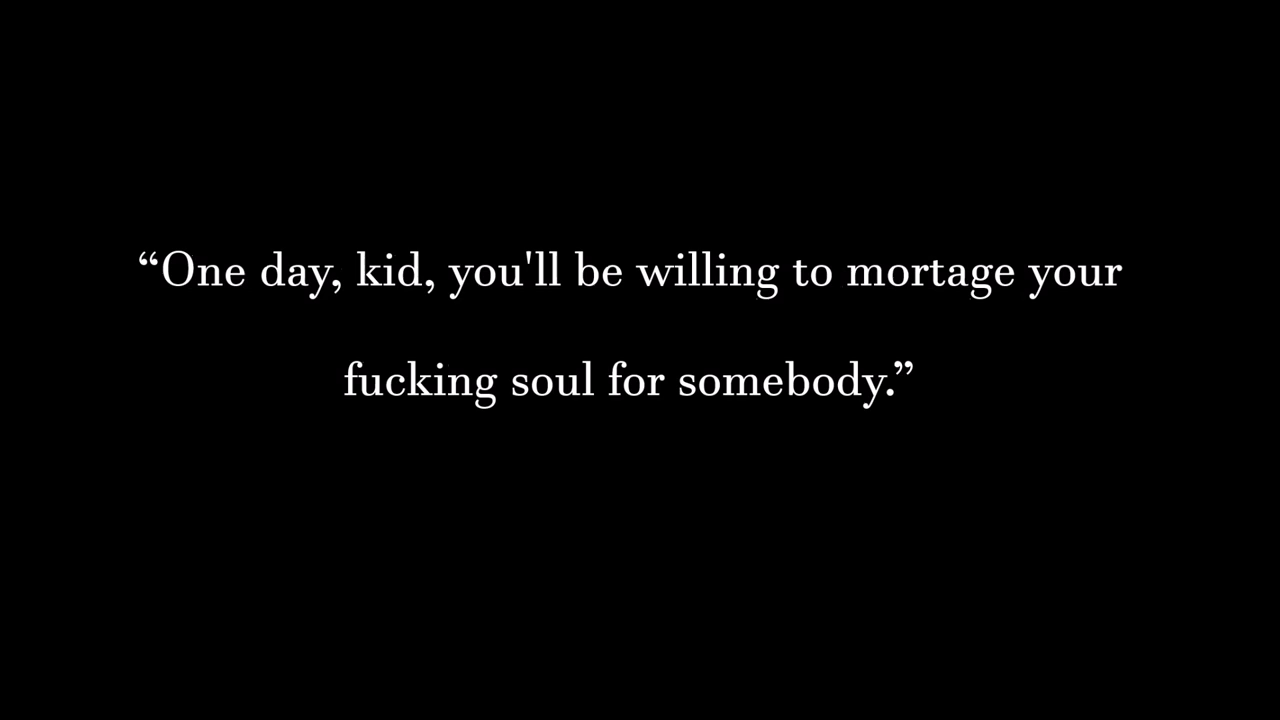 “One day, kid, you'll be willing to mortage your
fucking soul for somebody.”